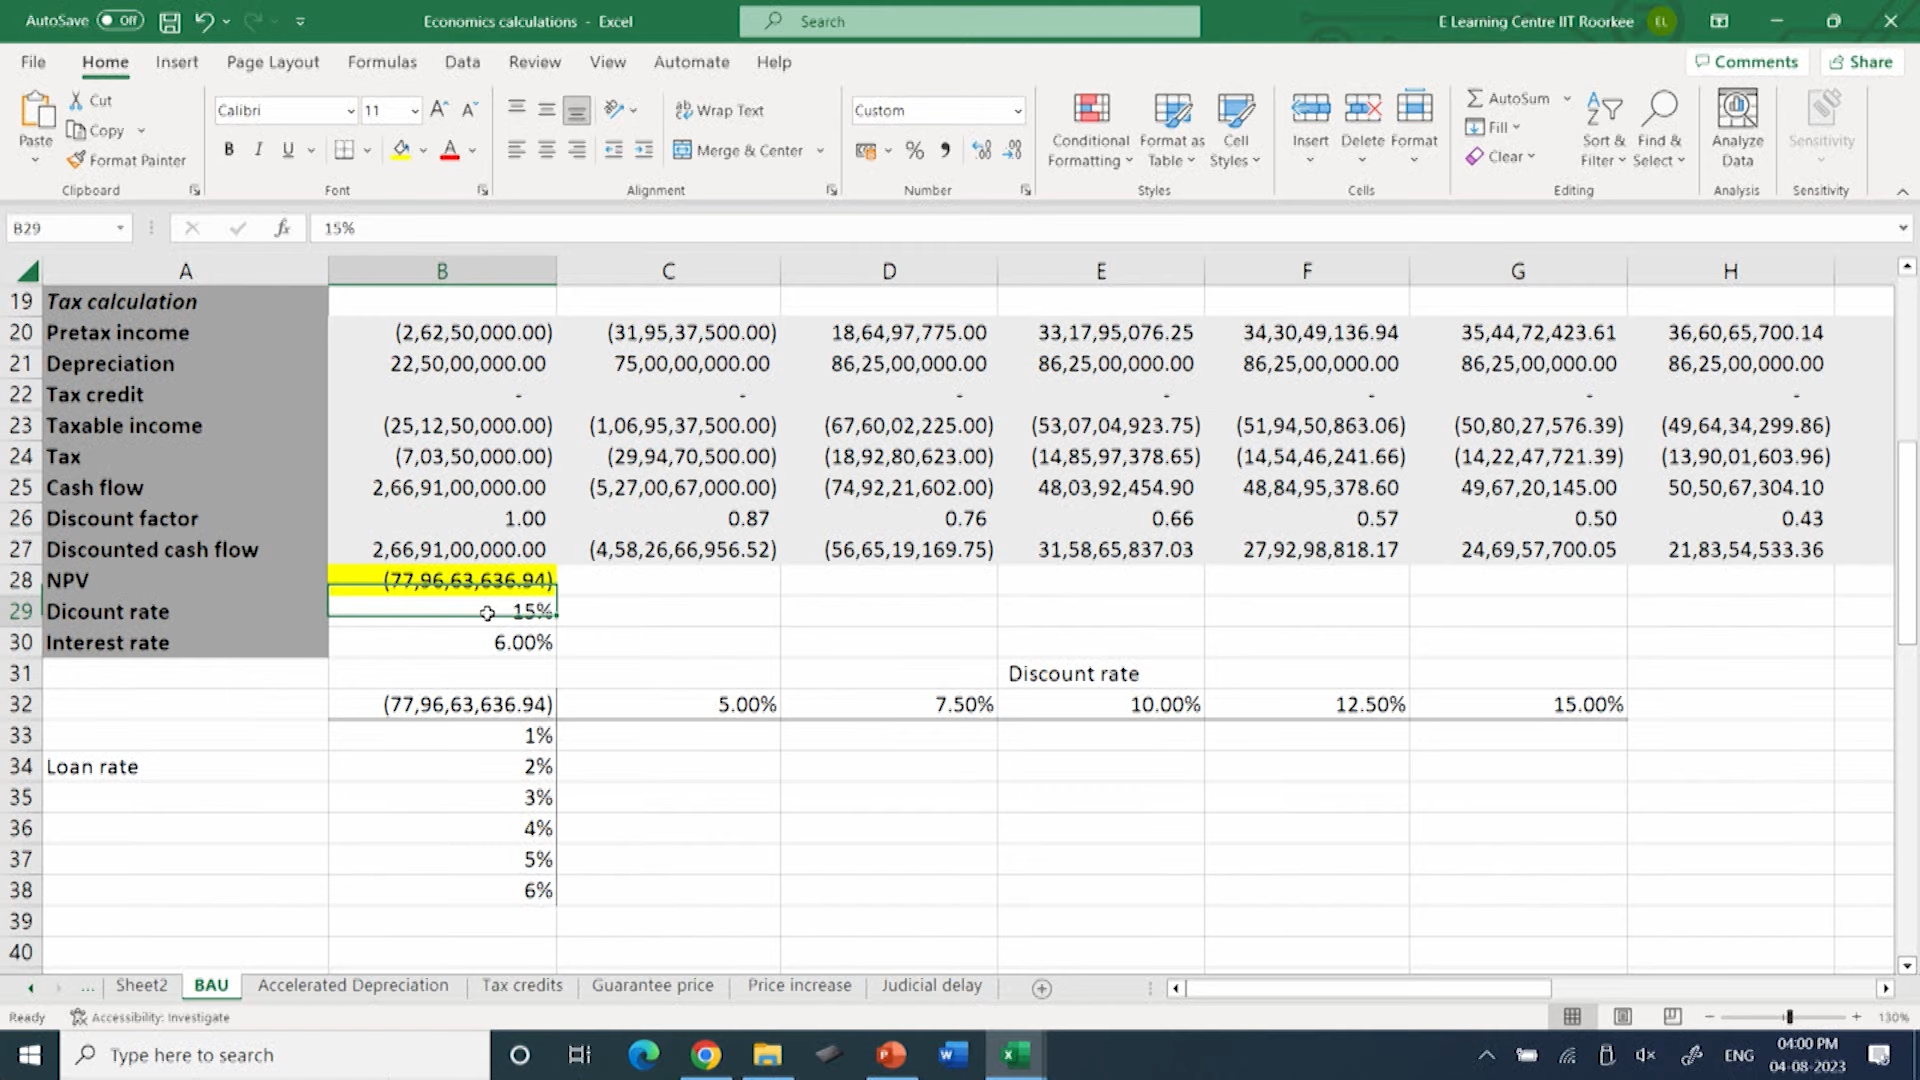 AutoSave Off Economics calculations - Excel Search E Learning Centre IIT Roorkee EL
File Home Insert Page Layout Formulas Data Review View Automate Help Comments Share
Paste Cut Copy Format Painter Clipboard
Calibri 11 B I U A Font
Wrap Text Merge & Center Alignment
Custom % Number
Conditional Formatting Format as Table Cell Styles Styles
Insert Delete Format Cells
AutoSum Fill Clear Sort & Filter Find & Select Editing
Analyze Data Analysis
Sensitivity Sensitivity
B29 fx 15%
A B C D E F G H
19 Tax calculation
20 Pretax income (2,62,50,000.00) (31,95,37,500.00) 18,64,97,775.00 33,17,95,076.25 34,30,49,136.94 35,44,72,423.61 36,60,65,700.14
21 Depreciation 22,50,00,000.00 75,00,00,000.00 86,25,00,000.00 86,25,00,000.00 86,25,00,000.00 86,25,00,000.00 86,25,00,000.00
22 Tax credit - - - - - - -
23 Taxable income (25,12,50,000.00) (1,06,95,37,500.00) (67,60,02,225.00) (53,07,04,923.75) (51,94,50,863.06) (50,80,27,576.39) (49,64,34,299.86)
24 Tax (7,03,50,000.00) (29,94,70,500.00) (18,92,80,623.00) (14,85,97,378.65) (14,54,46,241.66) (14,22,47,721.39) (13,90,01,603.96)
25 Cash flow 2,66,91,00,000.00 (5,27,00,67,000.00) (74,92,21,602.00) 48,03,92,454.90 48,84,95,378.60 49,67,20,145.00 50,50,67,304.10
26 Discount factor 1.00 0.87 0.76 0.66 0.57 0.50 0.43
27 Discounted cash flow 2,66,91,00,000.00 (4,58,26,66,956.52) (56,65,19,169.75) 31,58,65,837.03 27,92,98,818.17 24,69,57,700.05 21,83,54,533.36
28 NPV (77,96,63,636.94)
29 Dicount rate 15%
30 Interest rate 6.00%
31 Discount rate
32 (77,96,63,636.94) 5.00% 7.50% 10.00% 12.50% 15.00%
33 1%
34 Loan rate 2%
35 3%
36 4%
37 5%
38 6%
39
40
... Sheet2 BAU Accelerated Depreciation Tax credits Guarantee price Price increase Judicial delay
Ready Accessibility: Investigate 130%
Type here to search ENG 04:00 PM
04-08-2023